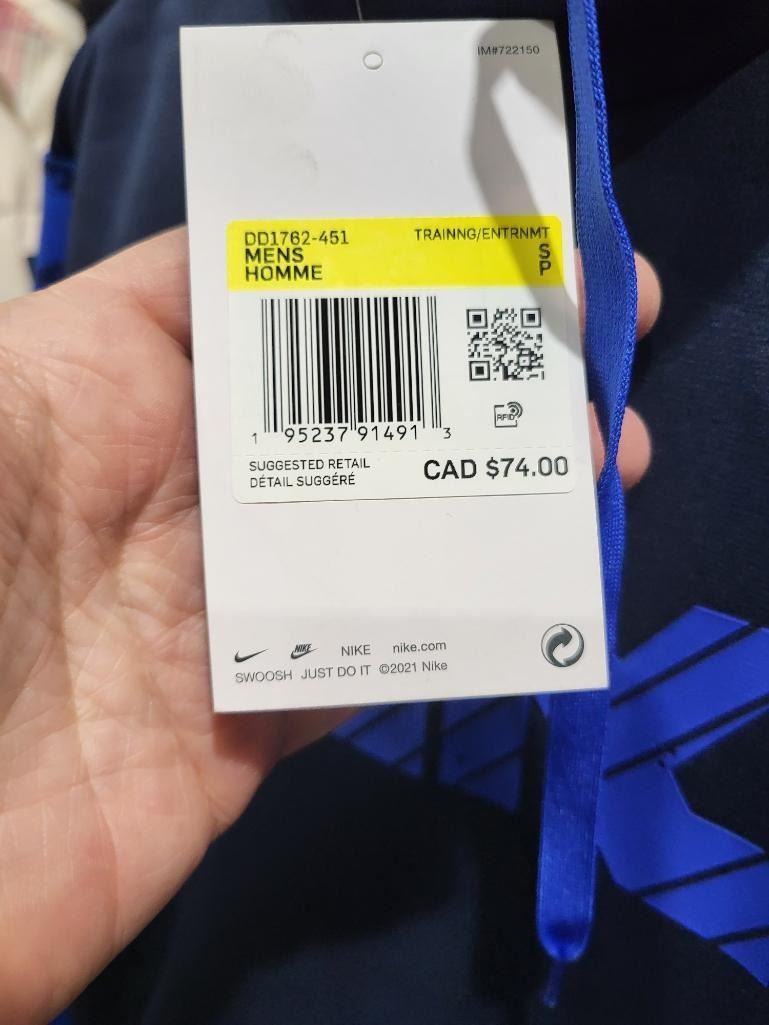 IM#722150
DD1762-451 TRAINNG/ENTRNMT
MENS S
HOMME P
1 95237 91491 3
RFID
SUGGESTED RETAIL
DÉTAIL SUGGÉRÉ
CAD $74.00
NIKE NIKE nike.com
SWOOSH JUST DO IT ©2021 Nike